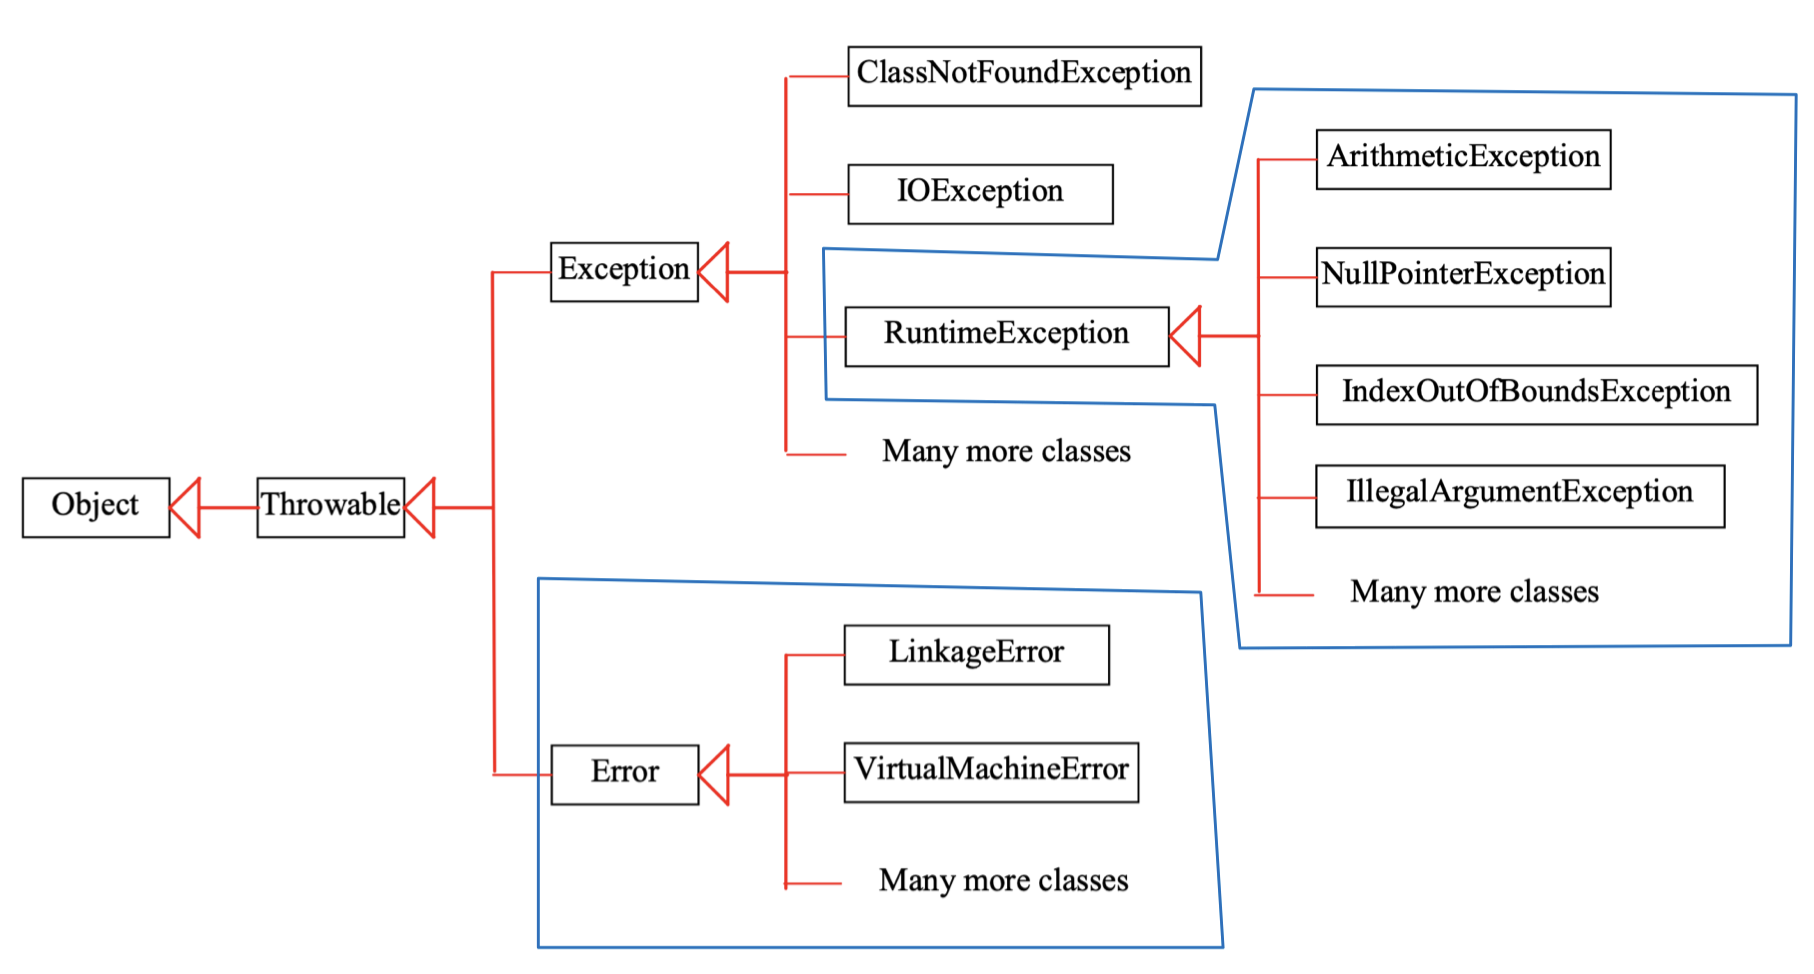 ClassNotFoundException
ArithmeticException
IOException
Exception
NullPointerException
RuntimeException
IndexOutOfBoundsException
Many more classes
IllegalArgumentException
Object
Throwable
Many more classes
LinkageError
Error
VirtualMachineError
Many more classes